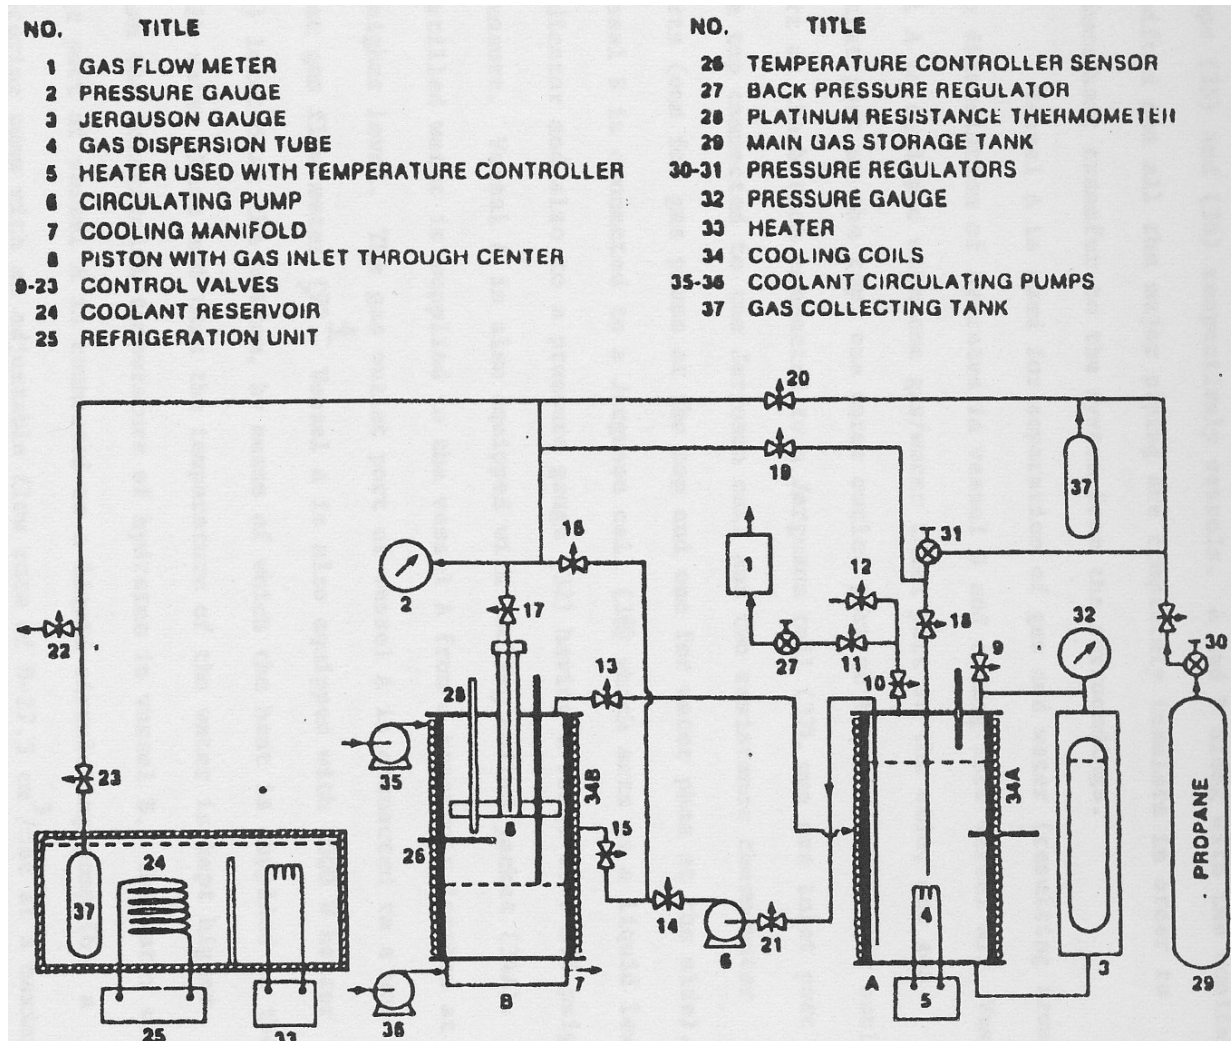 NO. TITLE
1 GAS FLOW METER
2 PRESSURE GAUGE
3 JERGUSON GAUGE
4 GAS DISPERSION TUBE
5 HEATER USED WITH TEMPERATURE CONTROLLER
6 CIRCULATING PUMP
7 COOLING MANIFOLD
8 PISTON WITH GAS INLET THROUGH CENTER
9-23 CONTROL VALVES
24 COOLANT RESERVOIR
25 REFRIGERATION UNIT
NO. TITLE
26 TEMPERATURE CONTROLLER SENSOR
27 BACK PRESSURE REGULATOR
28 PLATINUM RESISTANCE THERMOMETER
29 MAIN GAS STORAGE TANK
30-31 PRESSURE REGULATORS
32 PRESSURE GAUGE
33 HEATER
34 COOLING COILS
35-36 COOLANT CIRCULATING PUMPS
37 GAS COLLECTING TANK
20
19
37
16
31
1
12
2
17
18
32
22
27
11
9
30
13
10
28
35
34B
34A
23
8
15
26
PROPANE
24
37
14
6
21
4
36
7
B
A
5
3
29
25
33